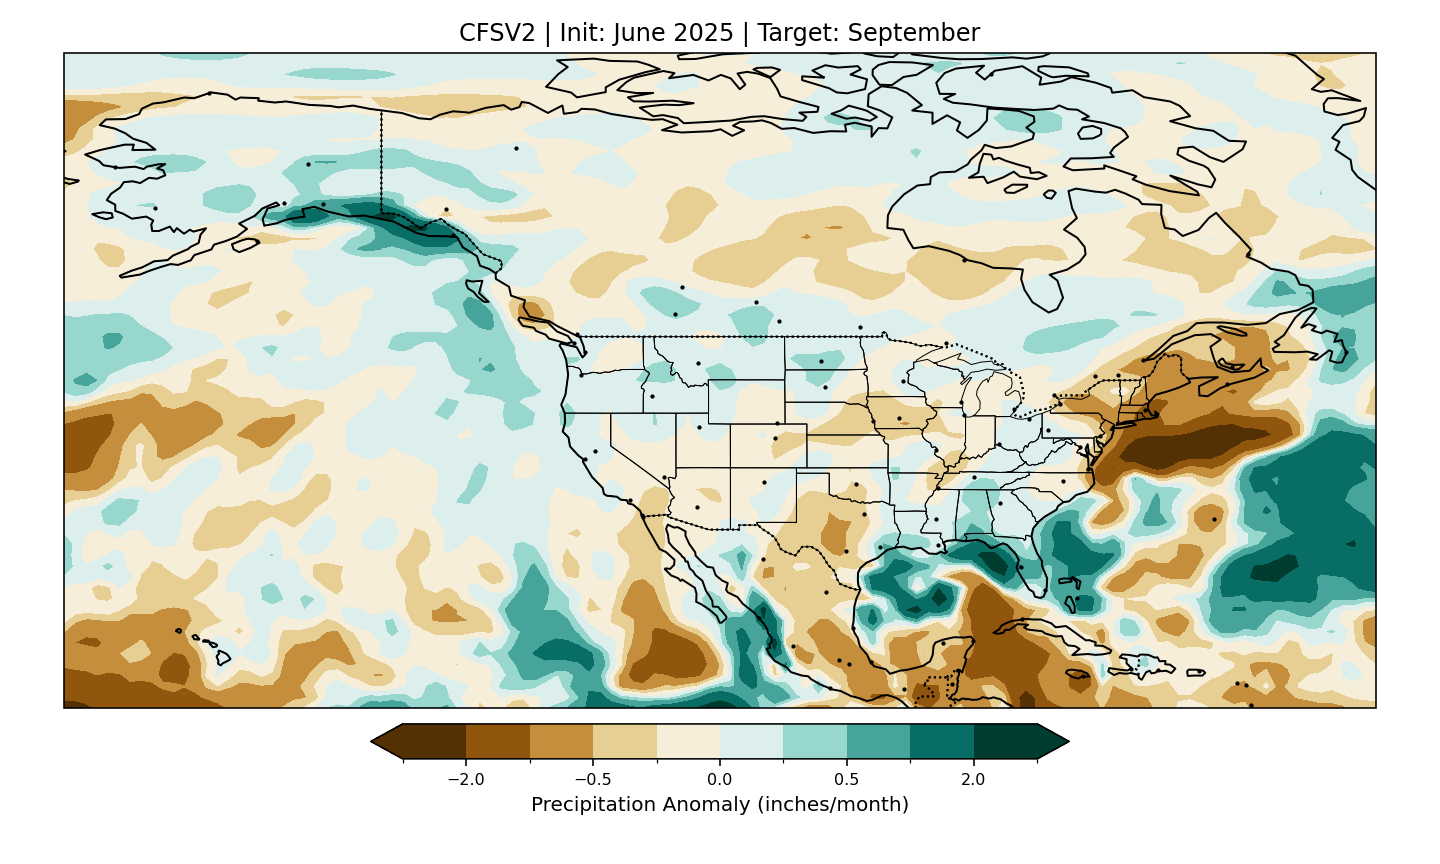 CFSV2 | Init: June 2025 | Target: September
−2.0 −0.5 0.0 0.5 2.0
Precipitation Anomaly (inches/month)